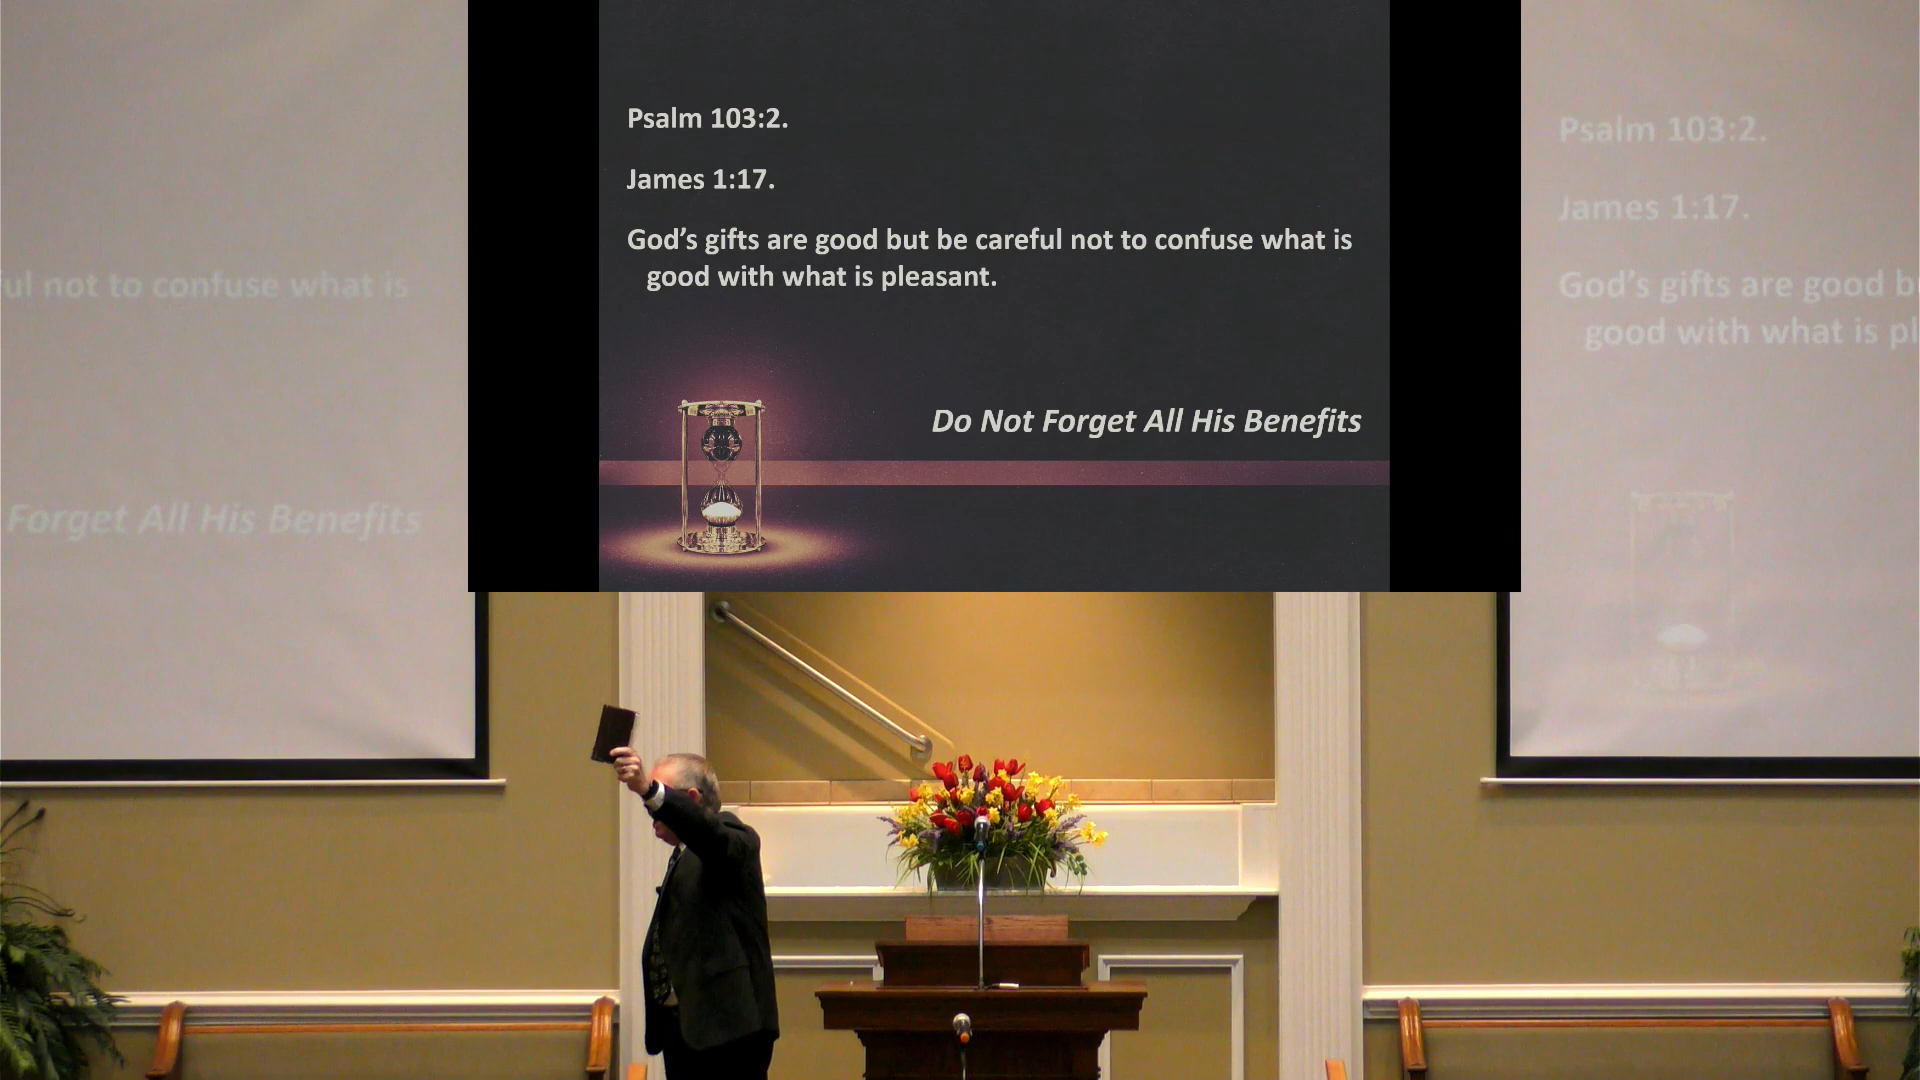 Psalm 103:2.
James 1:17.
God's gifts are good but be careful not to confuse what is
good with what is pleasant.
Do Not Forget All His Benefits
ful not to confuse what is
Forget All His Benefits
Psalm 103:2.
James 1:17.
God's gifts are good b
good with what is pl